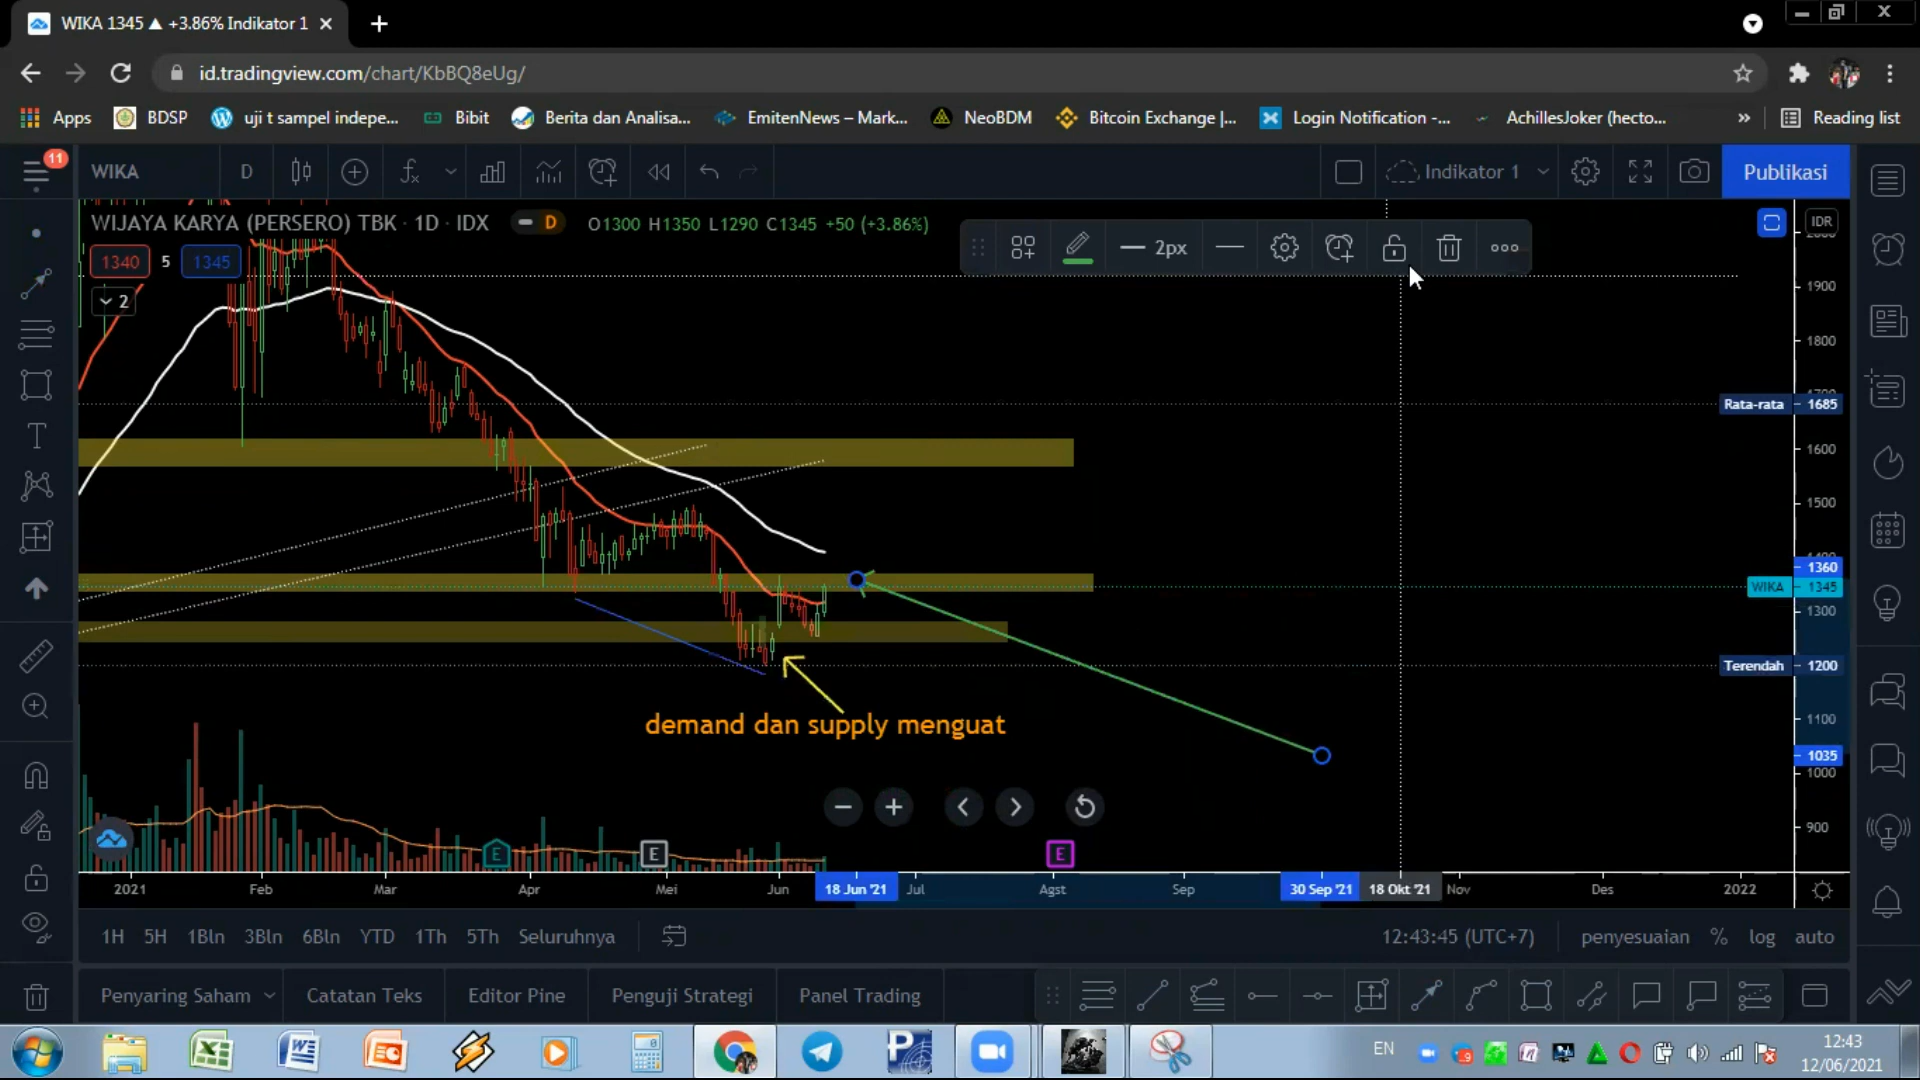 WIKA 1345 ▲ +3.86% Indikator 1
id.tradingview.com/chart/KbBQ8eUg/
Apps BDSP uji t sampel indepe... Bibit Berita dan Analisa... EmitenNews – Mark... NeoBDM Bitcoin Exchange |... Login Notification -... AchillesJoker (hecto... » Reading list
11
WIKA D Indikator 1 Publikasi
WIJAYA KARYA (PERSERO) TBK · 1D · IDX D O1300 H1350 L1290 C1345 +50 (+3.86%)
IDR
1340 5 1345
2px
2
1900
1800
Rata-rata 1685
1600
1500
1360
WIKA 1345
1300
Terendah 1200
demand dan supply menguat
1100
1035
1000
900
E E E
2021 Feb Mar Apr Mei Jun 18 Jun '21 Jul Agst Sep 30 Sep '21 18 Okt '21 Nov Des 2022
1H 5H 1Bln 3Bln 6Bln YTD 1Th 5Th Seluruhnya 12:43:45 (UTC+7) penyesuaian % log auto
Penyaring Saham Catatan Teks Editor Pine Penguji Strategi Panel Trading
EN 12:43
12/06/2021